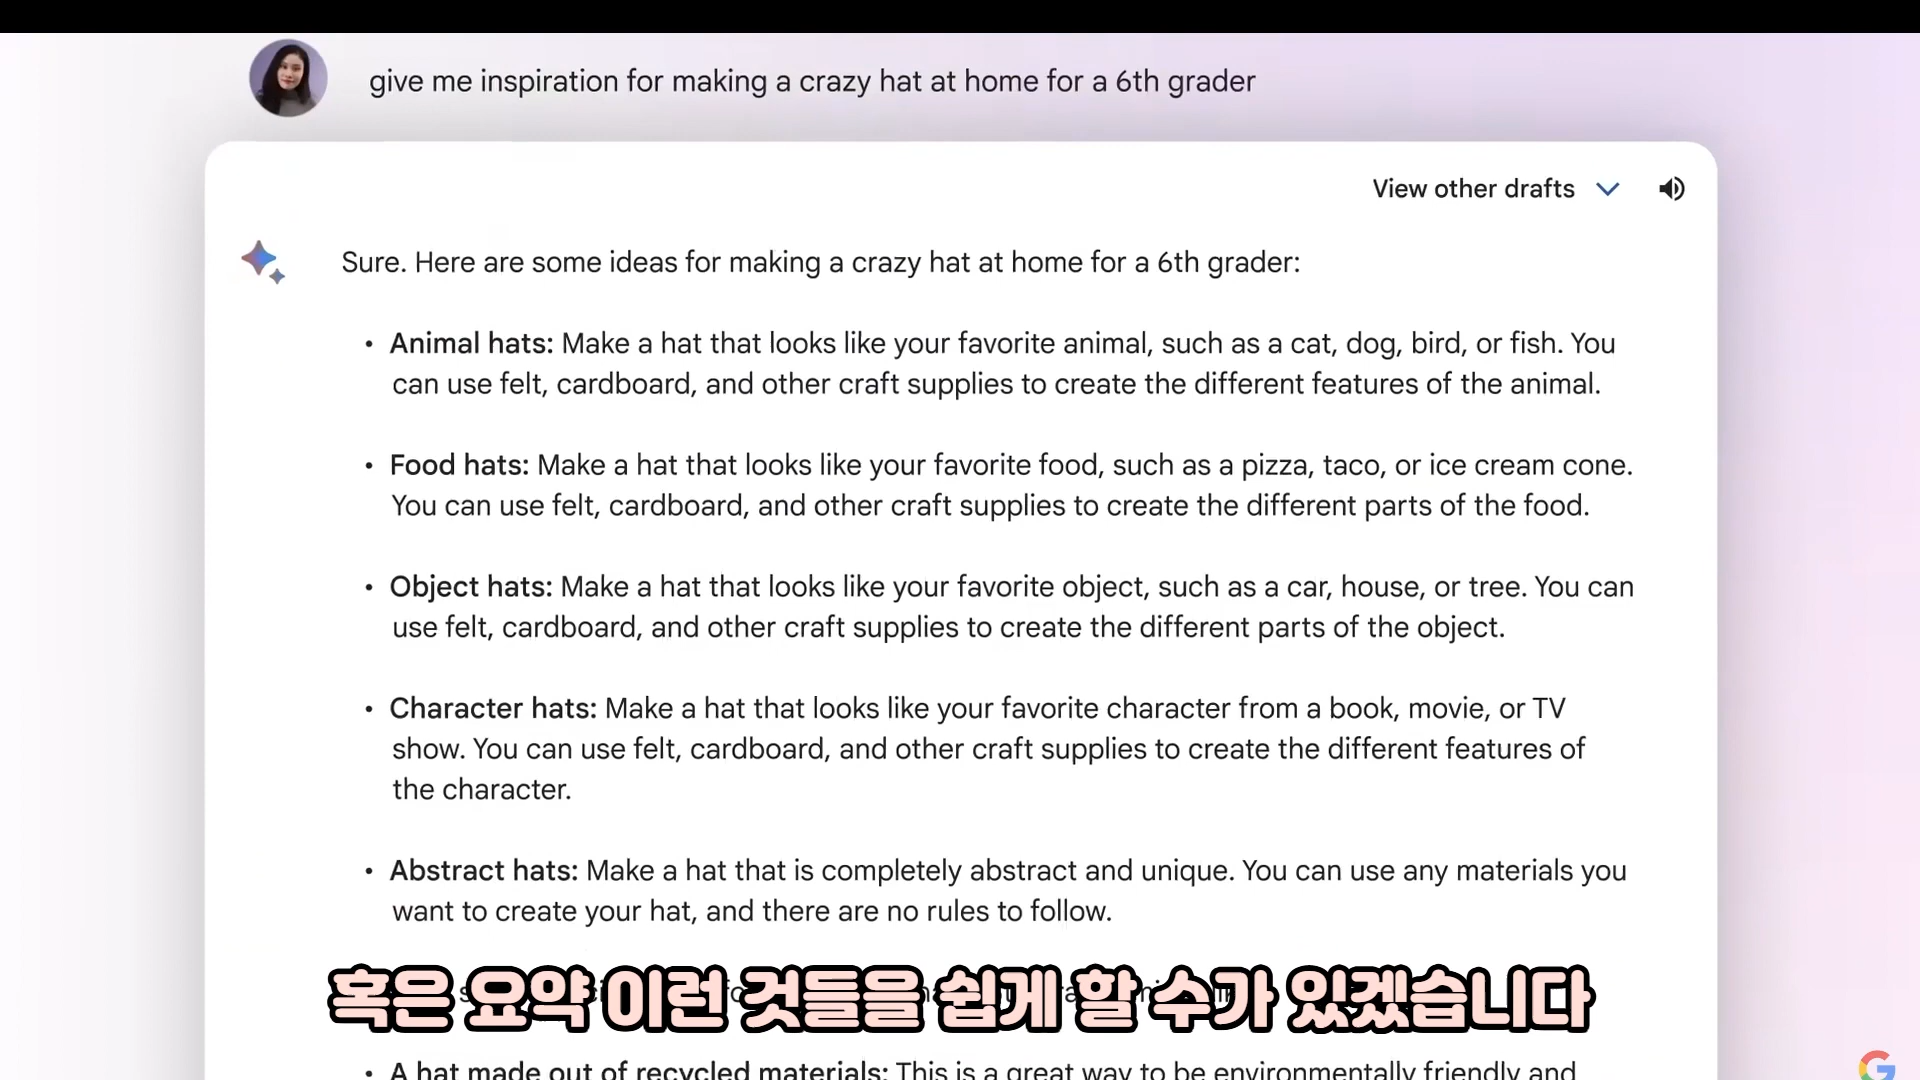 give me inspiration for making a crazy hat at home for a 6th grader
View other drafts
Sure. Here are some ideas for making a crazy hat at home for a 6th grader:
• Animal hats: Make a hat that looks like your favorite animal, such as a cat, dog, bird, or fish. You
can use felt, cardboard, and other craft supplies to create the different features of the animal.
• Food hats: Make a hat that looks like your favorite food, such as a pizza, taco, or ice cream cone.
You can use felt, cardboard, and other craft supplies to create the different parts of the food.
• Object hats: Make a hat that looks like your favorite object, such as a car, house, or tree. You can
use felt, cardboard, and other craft supplies to create the different parts of the object.
• Character hats: Make a hat that looks like your favorite character from a book, movie, or TV
show. You can use felt, cardboard, and other craft supplies to create the different features of
the character.
• Abstract hats: Make a hat that is completely abstract and unique. You can use any materials you
want to create your hat, and there are no rules to follow.
혹은 요약 이런 것들을 쉽게 할 수가 있겠습니다
• A hat made out of recycled materials: This is a great way to be environmentally friendly and